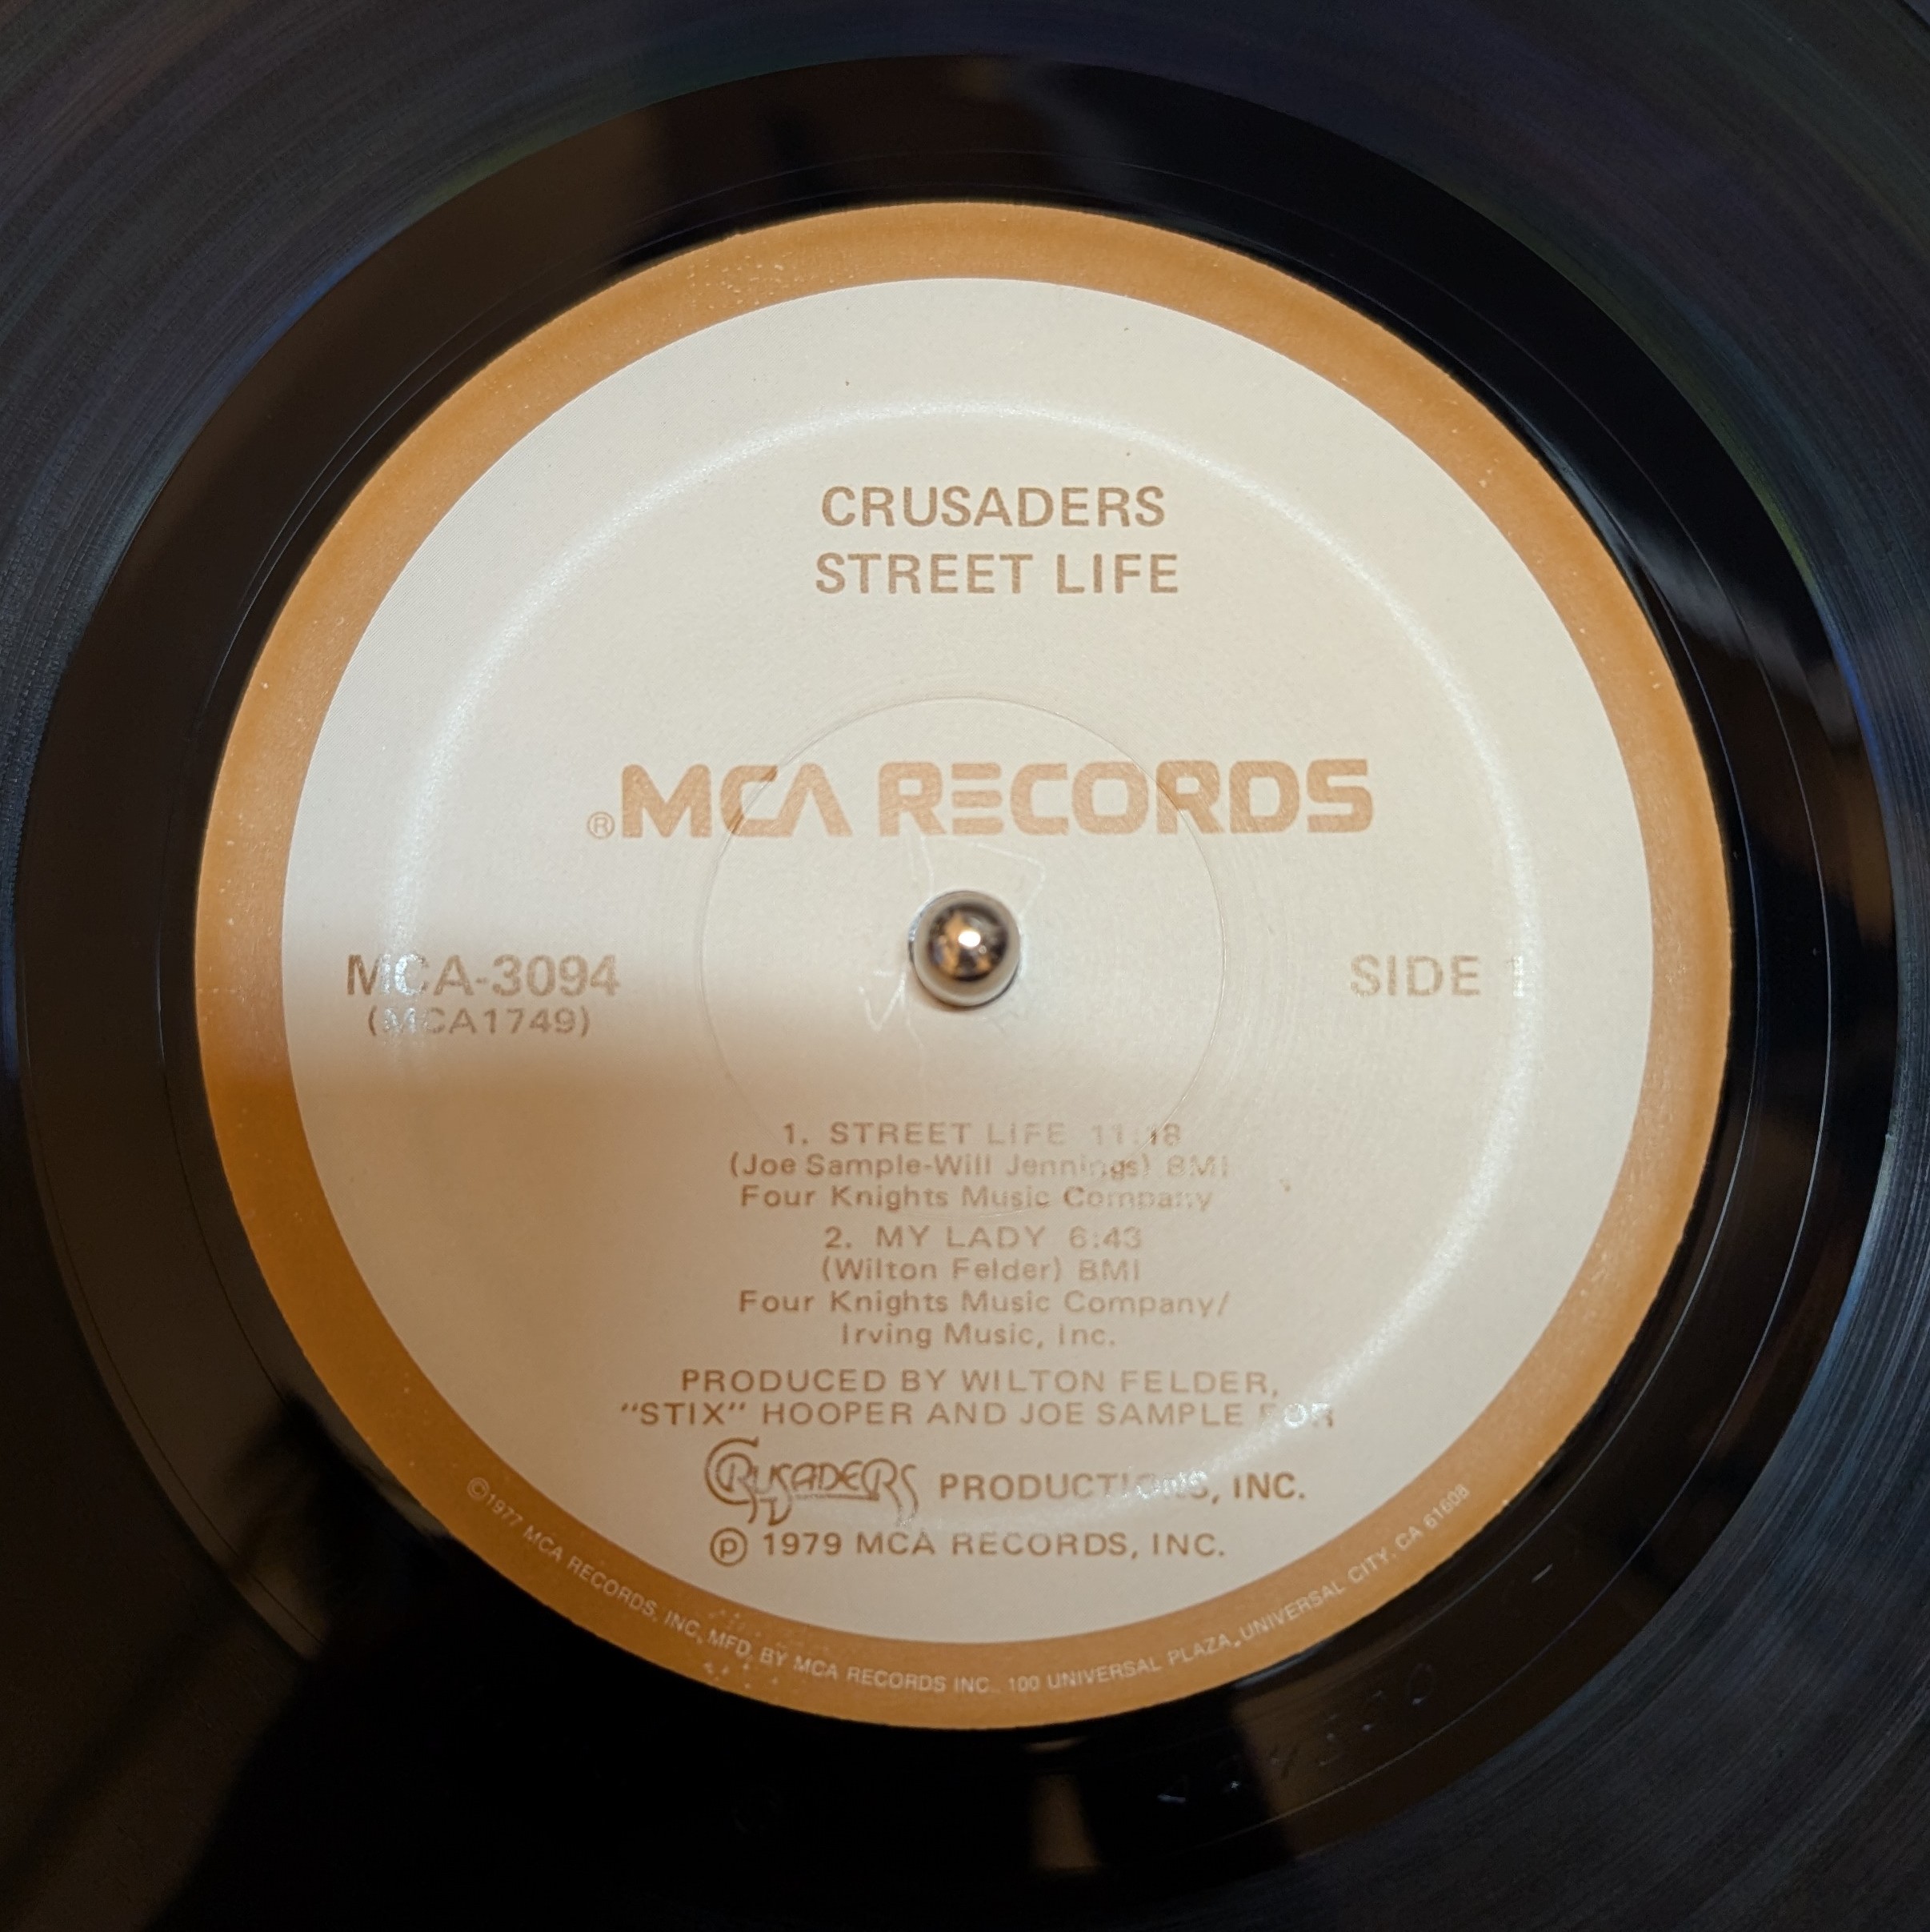 CRUSADERS
STREET LIFE
®MCA RECORDS
MCA-3094
(MCA1749)
SIDE 1
1. STREET LIFE 11:18
(Joe Sample-Will Jennings) BMI
Four Knights Music Company
2. MY LADY 6:43
(Wilton Felder) BMI
Four Knights Music Company/
Irving Music, Inc.
PRODUCED BY WILTON FELDER,
"STIX" HOOPER AND JOE SAMPLE FOR
CRUSADERS PRODUCTIONS, INC.
℗ 1979 MCA RECORDS, INC.
©1977 MCA RECORDS, INC. MFD. BY MCA RECORDS INC.. 100 UNIVERSAL PLAZA, UNIVERSAL CITY, CA 61608